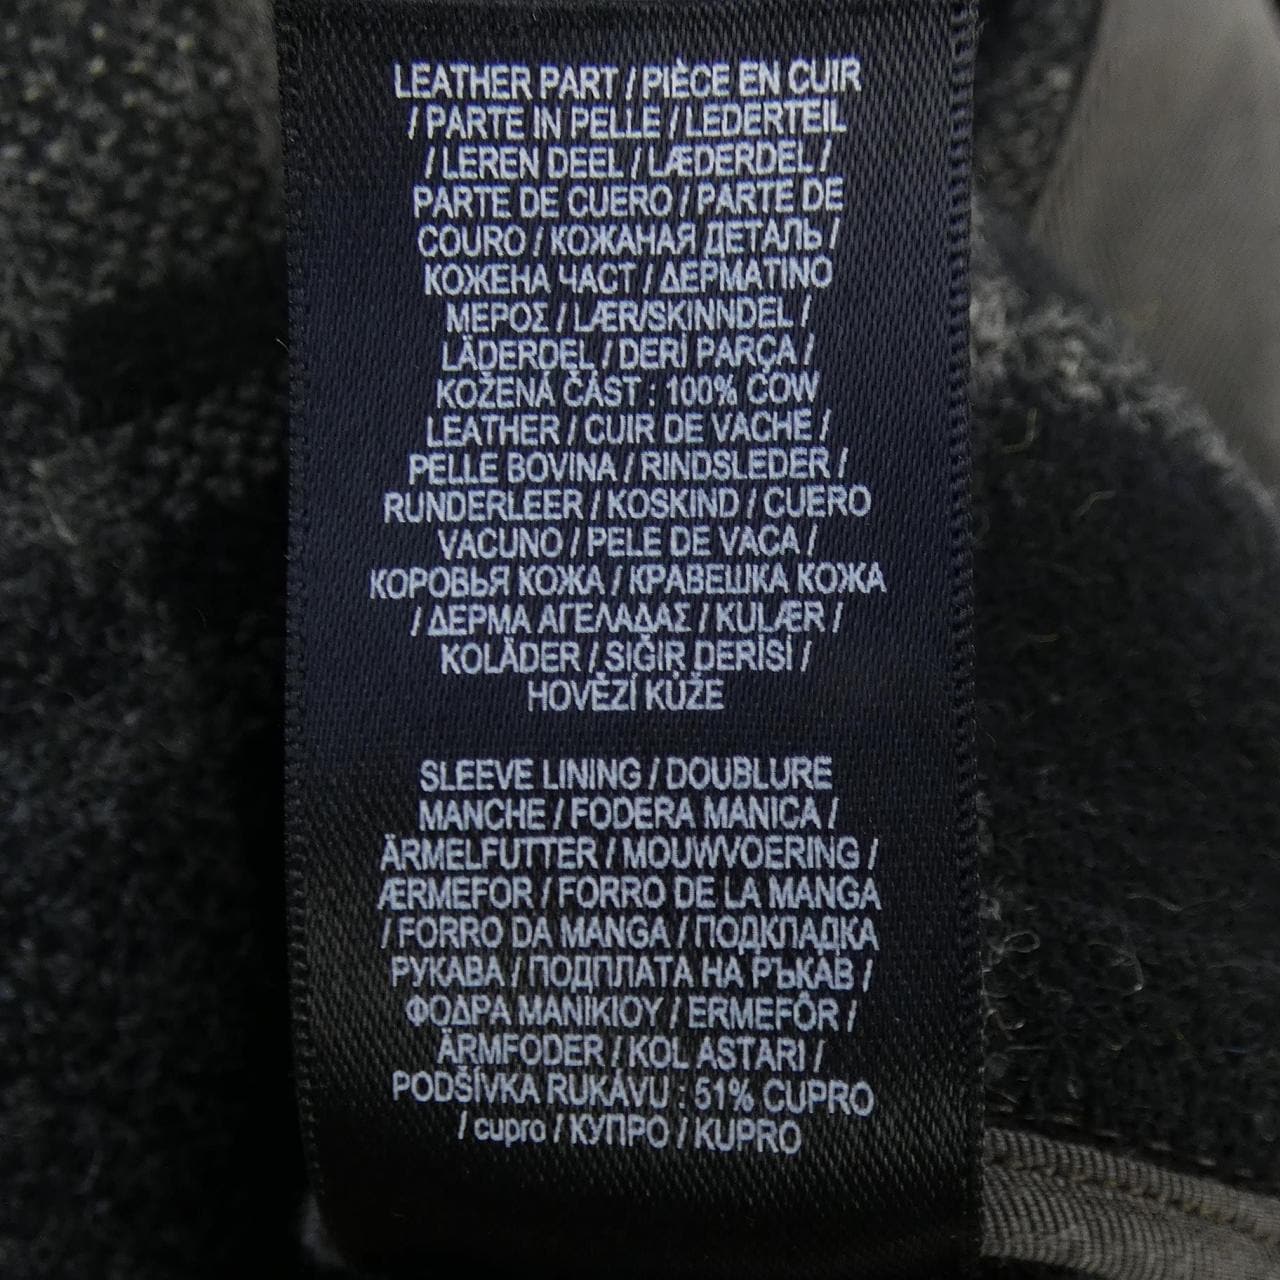 LEATHER PART / PIÈCE EN CUIR
/ PARTE IN PELLE / LEDERTEIL
/ LEREN DEEL / LÆDERDEL /
PARTE DE CUERO / PARTE DE
COURO / КОЖАНАЯ ДЕТАЛЬ /
КОЖЕНА ЧАСТ / ΔΕΡΜΑΤΙΝΟ
ΜΕΡΟΣ / LÆR/SKINNDEL /
LÄDERDEL / DERİ PARÇA /
KOŽENÁ ČÁST : 100% COW
LEATHER / CUIR DE VACHE /
PELLE BOVINA / RINDSLEDER /
RUNDERLEER / KOSKIND / CUERO
VACUNO / PELE DE VACA /
КОРОВЬЯ КОЖА / КРАВЕШКА КОЖА
/ ΔΕΡΜΑ ΑΓΕΛΑΔΑΣ / KULÆR /
KOLÄDER / SIĞIR DERİSİ /
HOVĚZÍ KŮŽE
SLEEVE LINING / DOUBLURE
MANCHE / FODERA MANICA /
ÄRMELFUTTER / MOUWVOERING /
ÆRMEFOR / FORRO DE LA MANGA
/ FORRO DA MANGA / ПОДКЛАДКА
РУКАВА / ПОДПЛАТА НА РЪКАВ /
ΦΟΔΡΑ ΜΑΝΙΚΙΟΥ / ERMEFÔR /
ÄRMFODER / KOL ASTARI /
PODŠÍVKA RUKÁVU : 51% CUPRO
/ cupro / КУПРО / KUPRO